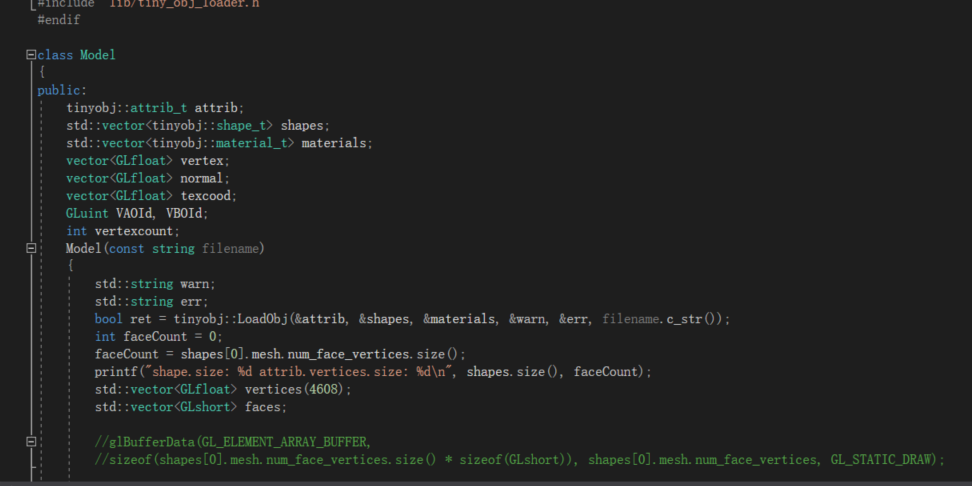 #include "lib/tiny_obj_loader.h"
#endif
class Model
{
public:
tinyobj::attrib_t attrib;
std::vector<tinyobj::shape_t> shapes;
std::vector<tinyobj::material_t> materials;
vector<GLfloat> vertex;
vector<GLfloat> normal;
vector<GLfloat> texcood;
GLuint VAOId, VBOId;
int vertexcount;
Model(const string filename)
{
std::string warn;
std::string err;
bool ret = tinyobj::LoadObj(&attrib, &shapes, &materials, &warn, &err, filename.c_str());
int faceCount = 0;
faceCount = shapes[0].mesh.num_face_vertices.size();
printf("shape.size: %d attrib.vertices.size: %d\n", shapes.size(), faceCount);
std::vector<GLfloat> vertices(4608);
std::vector<GLshort> faces;
//glBufferData(GL_ELEMENT_ARRAY_BUFFER,
//sizeof(shapes[0].mesh.num_face_vertices.size() * sizeof(GLshort)), shapes[0].mesh.num_face_vertices, GL_STATIC_DRAW);